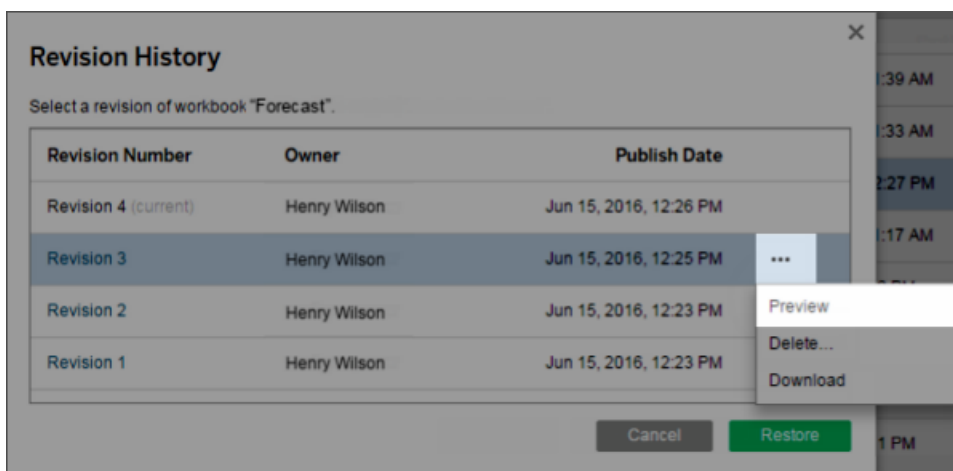 Revision History
Select a revision of workbook "Forecast".
Revision Number Owner Publish Date
Revision 4 (current) Henry Wilson Jun 15, 2016, 12:26 PM
Revision 3 Henry Wilson Jun 15, 2016, 12:25 PM
Revision 2 Henry Wilson Jun 15, 2016, 12:23 PM
Revision 1 Henry Wilson Jun 15, 2016, 12:23 PM
Preview
Delete...
Download
Cancel Restore
:39 AM
:33 AM
2:27 PM
:17 AM
1 PM